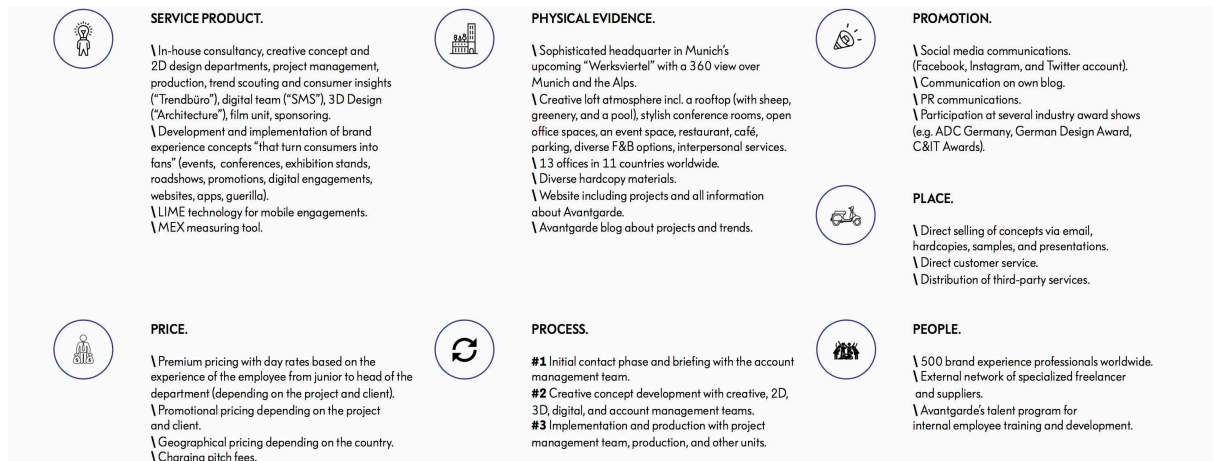 SERVICE PRODUCT.
\ In-house consultancy, creative concept and
2D design departments, project management,
production, trend scouting and consumer insights
("Trendbüro"), digital team ("SMS"), 3D Design
("Architecture"), film unit, sponsoring.
\ Development and implementation of brand
experience concepts "that turn consumers into
fans" (events, conferences, exhibition stands,
roadshows, promotions, digital engagements,
websites, apps, guerilla).
\ LIME technology for mobile engagements.
\ MEX measuring tool.
PHYSICAL EVIDENCE.
\ Sophisticated headquarter in Munich's
upcoming "Werksviertel" with a 360 view over
Munich and the Alps.
\ Creative loft atmosphere incl. a rooftop (with sheep,
greenery, and a pool), stylish conference rooms, open
office spaces, an event space, restaurant, café,
parking, diverse F&B options, interpersonal services.
\ 13 offices in 11 countries worldwide.
\ Diverse hardcopy materials.
\ Website including projects and all information
about Avantgarde.
\ Avantgarde blog about projects and trends.
PROMOTION.
\ Social media communications.
(Facebook, Instagram, and Twitter account).
\ Communication on own blog.
\ PR communications.
\ Participation at several industry award shows
(e.g. ADC Germany, German Design Award,
C&IT Awards).
PLACE.
\ Direct selling of concepts via email,
hardcopies, samples, and presentations.
\ Direct customer service.
\ Distribution of third-party services.
PRICE.
\ Premium pricing with day rates based on the
experience of the employee from junior to head of the
department (depending on the project and client).
\ Promotional pricing depending on the project
and client.
\ Geographical pricing depending on the country.
\ Charging pitch fees.
PROCESS.
#1 Initial contact phase and briefing with the account
management team.
#2 Creative concept development with creative, 2D,
3D, digital, and account management teams.
#3 Implementation and production with project
management team, production, and other units.
PEOPLE.
\ 500 brand experience professionals worldwide.
\ External network of specialized freelancer
and suppliers.
\ Avantgarde's talent program for
internal employee training and development.